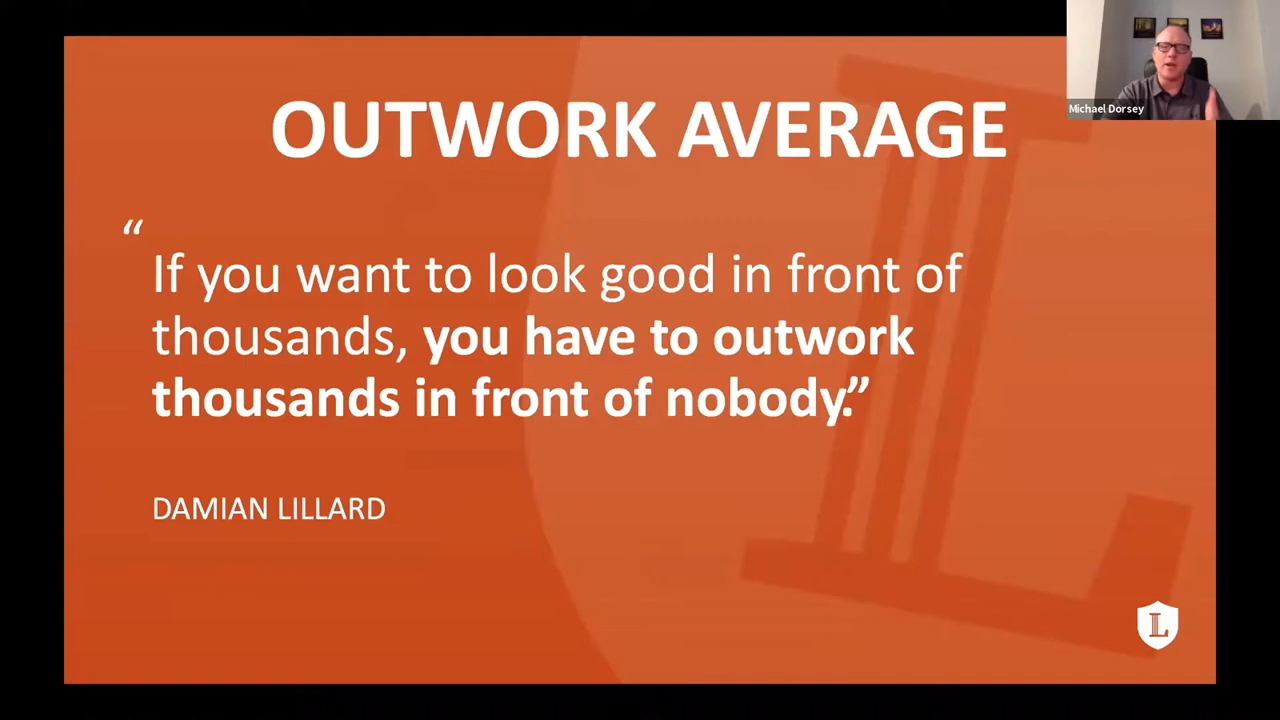 OUTWORK AVERAGE
“
If you want to look good in front of
thousands, you have to outwork
thousands in front of nobody.”
DAMIAN LILLARD
Michael Dorsey
L